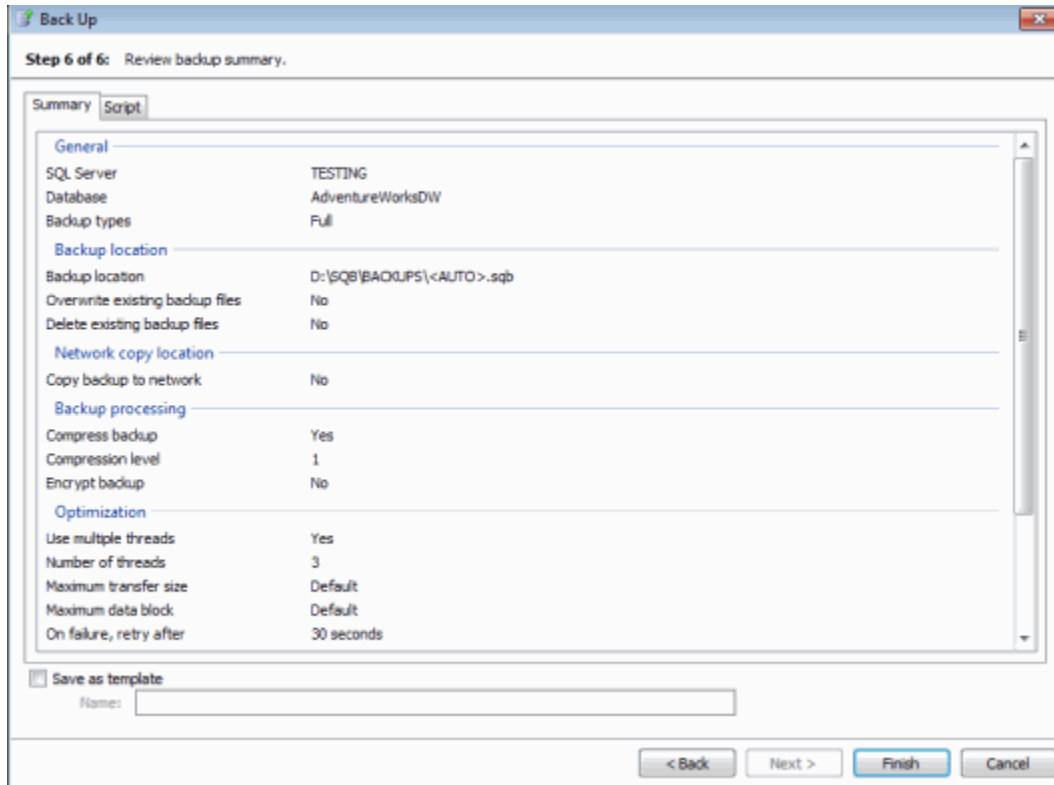 Back Up
Step 6 of 6: Review backup summary.
Summary Script
General
SQL Server TESTING
Database AdventureWorksDW
Backup types Full
Backup location
Backup location D:\SQB\BACKUPS\<AUTO>.sqb
Overwrite existing backup files No
Delete existing backup files No
Network copy location
Copy backup to network No
Backup processing
Compress backup Yes
Compression level 1
Encrypt backup No
Optimization
Use multiple threads Yes
Number of threads 3
Maximum transfer size Default
Maximum data block Default
On failure, retry after 30 seconds
Save as template
Name:
< Back Next > Finish Cancel